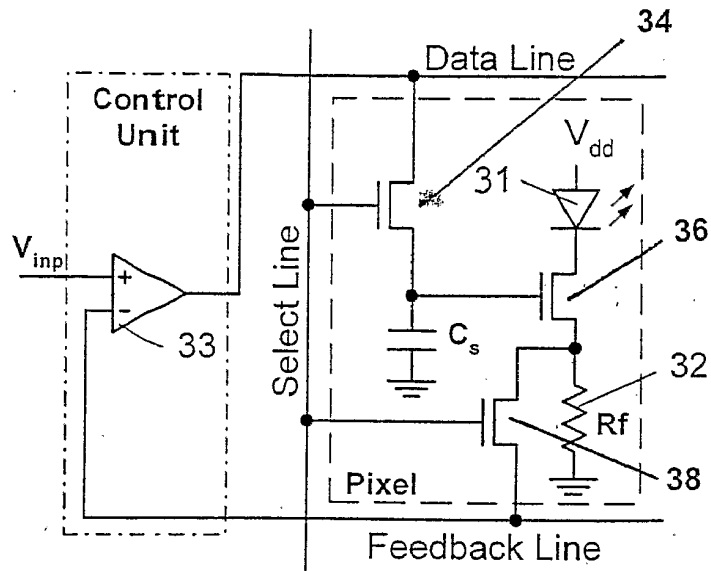 34
Data Line
Control
Unit
V_dd
31
36
V_inp
+
-
33
Select Line
C_s
32
Rf
38
Pixel
Feedback Line